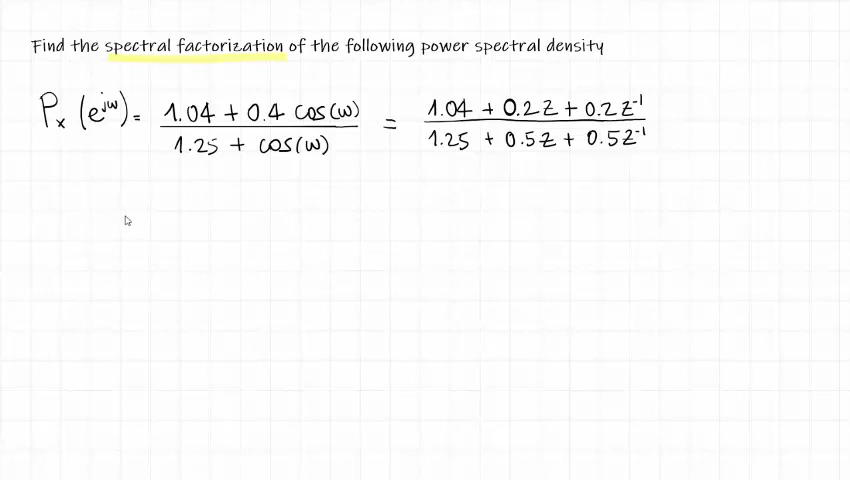 Find the spectral factorization of the following power spectral density
Pₓ (e^jω) = 1.04 + 0.4 cos(ω) / 1.25 + cos(ω) = 1.04 + 0.2z + 0.2z⁻¹ / 1.25 + 0.5z + 0.5z⁻¹